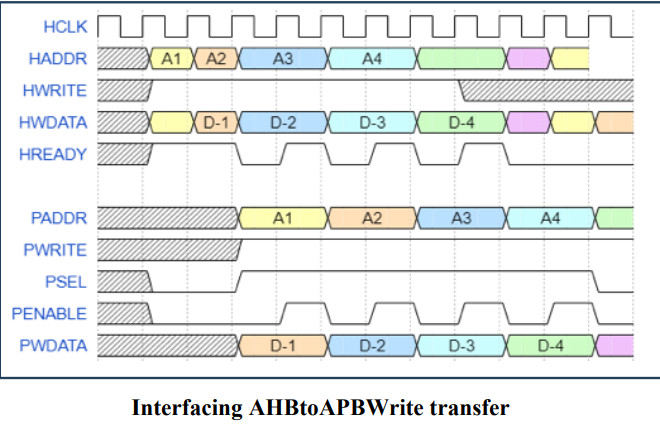 HCLK
HADDR A1 A2 A3 A4
HWRITE
HWDATA D-1 D-2 D-3 D-4
HREADY
PADDR A1 A2 A3 A4
PWRITE
PSEL
PENABLE
PWDATA D-1 D-2 D-3 D-4
Interfacing AHBtoAPBWrite transfer